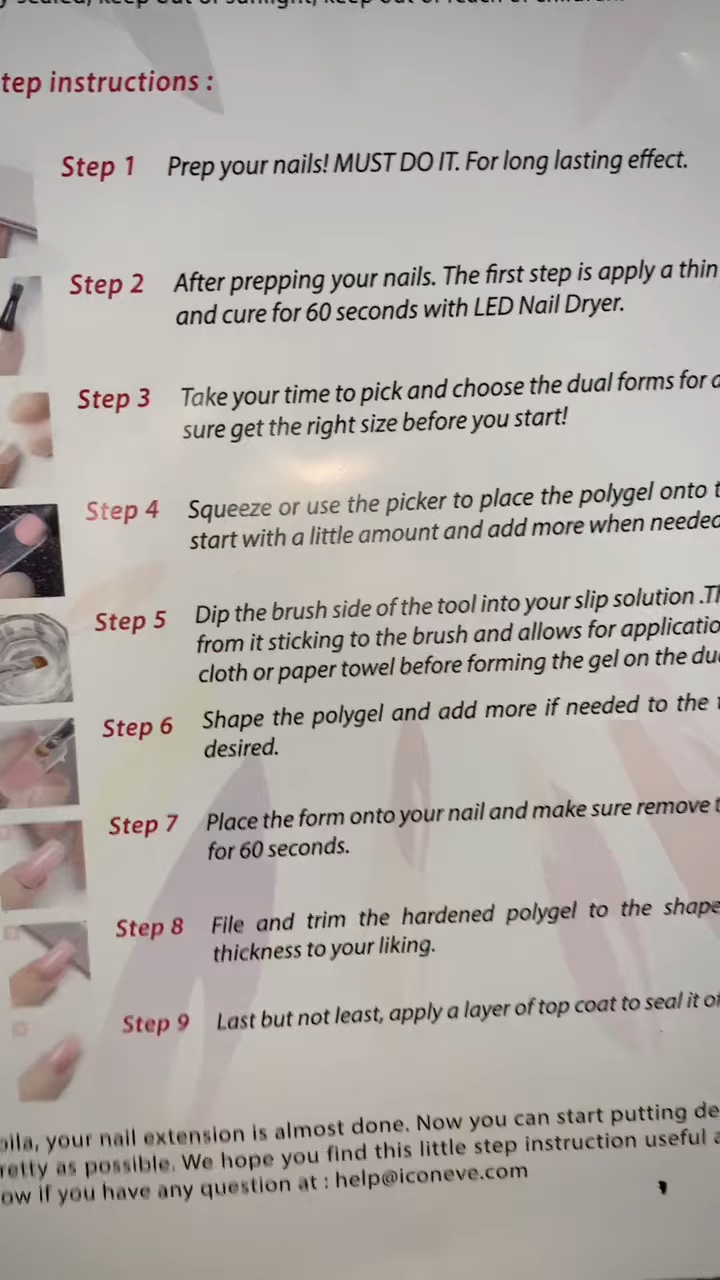 tep instructions :
Step 1 Prep your nails! MUST DO IT. For long lasting effect.
Step 2 After prepping your nails. The first step is apply a thin
and cure for 60 seconds with LED Nail Dryer.
Step 3 Take your time to pick and choose the dual forms for
sure get the right size before you start!
Step 4 Squeeze or use the picker to place the polygel onto t
start with a little amount and add more when needed
Step 5 Dip the brush side of the tool into your slip solution .Th
from it sticking to the brush and allows for applicatio
cloth or paper towel before forming the gel on the du
Step 6 Shape the polygel and add more if needed to the
desired.
Step 7 Place the form onto your nail and make sure remove t
for 60 seconds.
Step 8 File and trim the hardened polygel to the shape
thickness to your liking.
Step 9 Last but not least, apply a layer of top coat to seal it of
oila, your nail extension is almost done. Now you can start putting de
retty as possible. We hope you find this little step instruction useful a
ow if you have any question at : help@iconeve.com